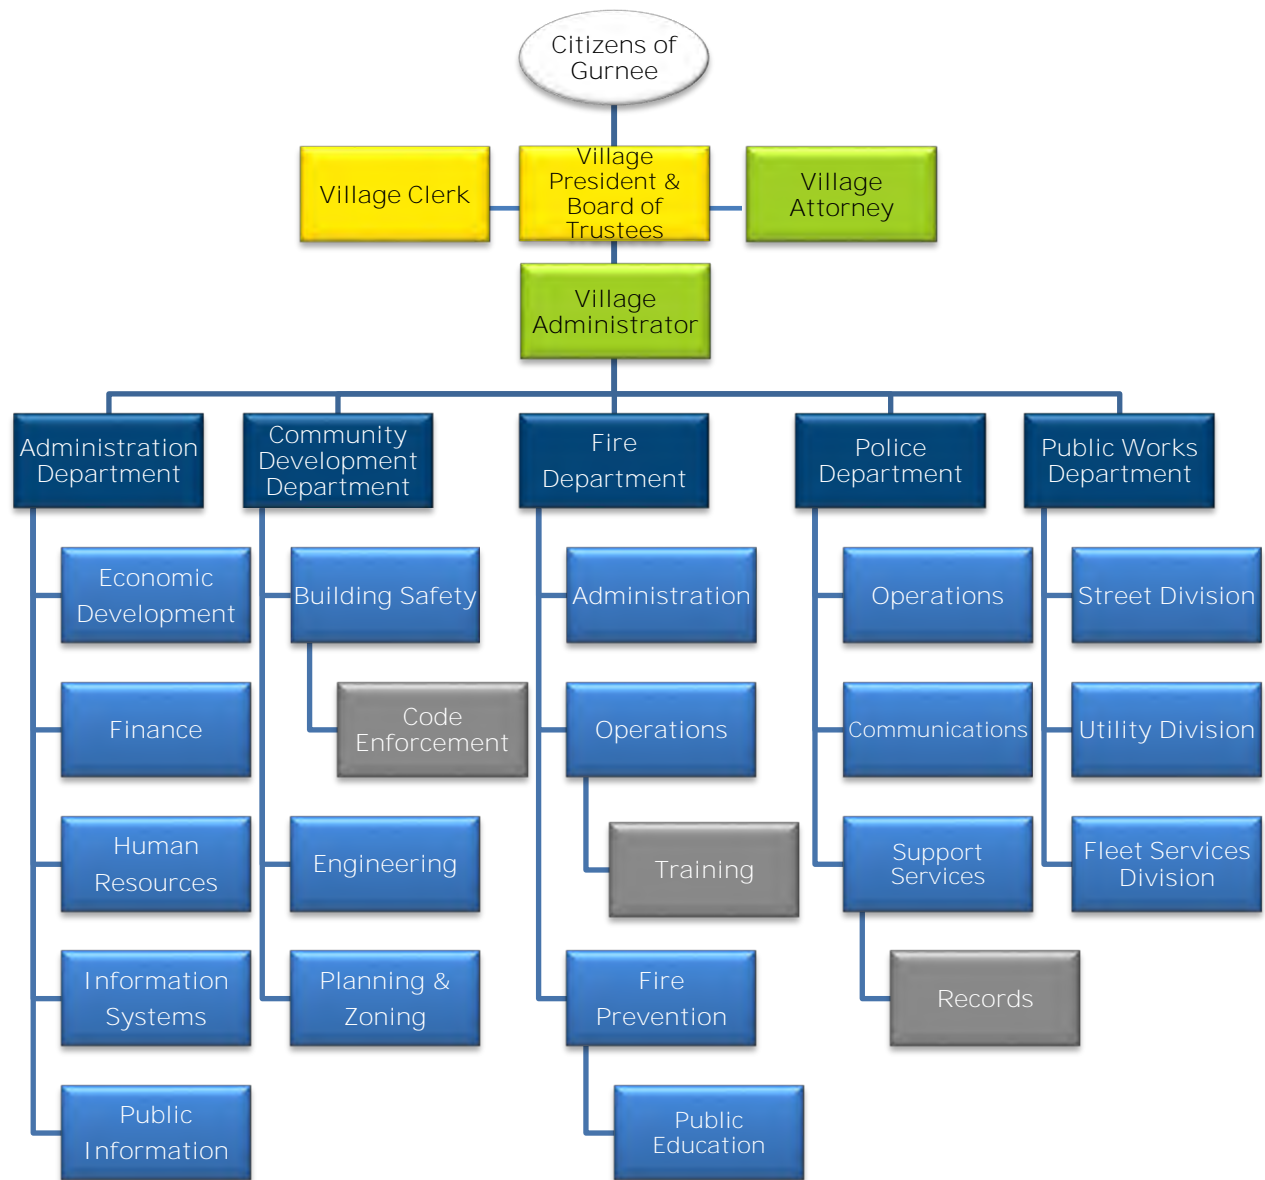 Citizens of
Gurnee
Village Clerk
Village
President &
Board of
Trustees
Village
Attorney
Village
Administrator
Administration
Department
Community
Development
Department
Fire
Department
Police
Department
Public Works
Department
Economic
Development
Building Safety
Administration
Operations
Street Division
Finance
Code
Enforcement
Operations
Communications
Utility Division
Human
Resources
Engineering
Training
Support
Services
Fleet Services
Division
Information
Systems
Planning &
Zoning
Fire
Prevention
Records
Public
Information
Public
Education